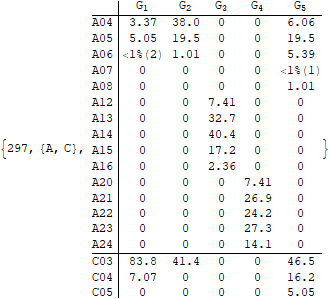 G₁ G₂ G₃ G₄ G₅
A04 3.37 38.0 0 0 6.06
A05 5.05 19.5 0 0 19.5
A06 <1%(2) 1.01 0 0 5.39
A07 0 0 0 0 <1%(1)
A08 0 0 0 0 1.01
A12 0 0 7.41 0 0
A13 0 0 32.7 0 0
A14 0 0 40.4 0 0
{297, {A, C}, A15 0 0 17.2 0 0 }
A16 0 0 2.36 0 0
A20 0 0 0 7.41 0
A21 0 0 0 26.9 0
A22 0 0 0 24.2 0
A23 0 0 0 27.3 0
A24 0 0 0 14.1 0
C03 83.8 41.4 0 0 46.5
C04 7.07 0 0 0 16.2
C05 0 0 0 0 5.05